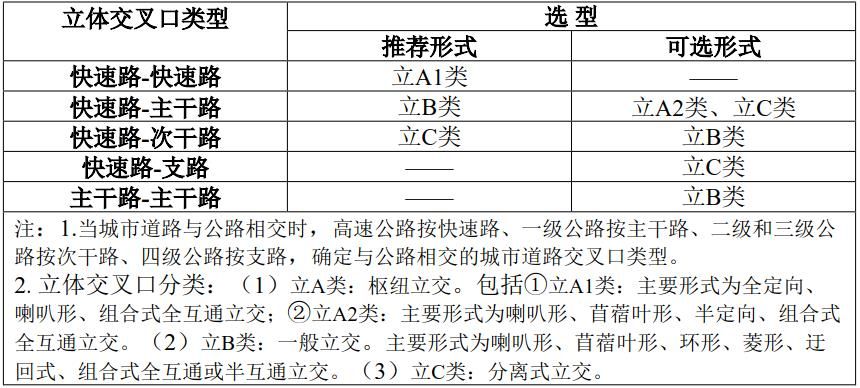 立体交叉口类型 选 型
推荐形式 可选形式
快速路-快速路 立A1类 ——
快速路-主干路 立B类 立A2类、立C类
快速路-次干路 立C类 立B类
快速路-支路 —— 立C类
主干路-主干路 —— 立B类
注：1.当城市道路与公路相交时，高速公路按快速路、一级公路按主干路、二级和三级公
路按次干路、四级公路按支路，确定与公路相交的城市道路交叉口类型。
2. 立体交叉口分类：（1）立A类：枢纽立交。包括①立A1类：主要形式为全定向、
喇叭形、组合式全互通立交；②立A2类：主要形式为喇叭形、苜蓿叶形、半定向、组合式
全互通立交。（2）立B类：一般立交。主要形式为喇叭形、苜蓿叶形、环形、菱形、迂
回式、组合式全互通或半互通立交。（3）立C类：分离式立交。